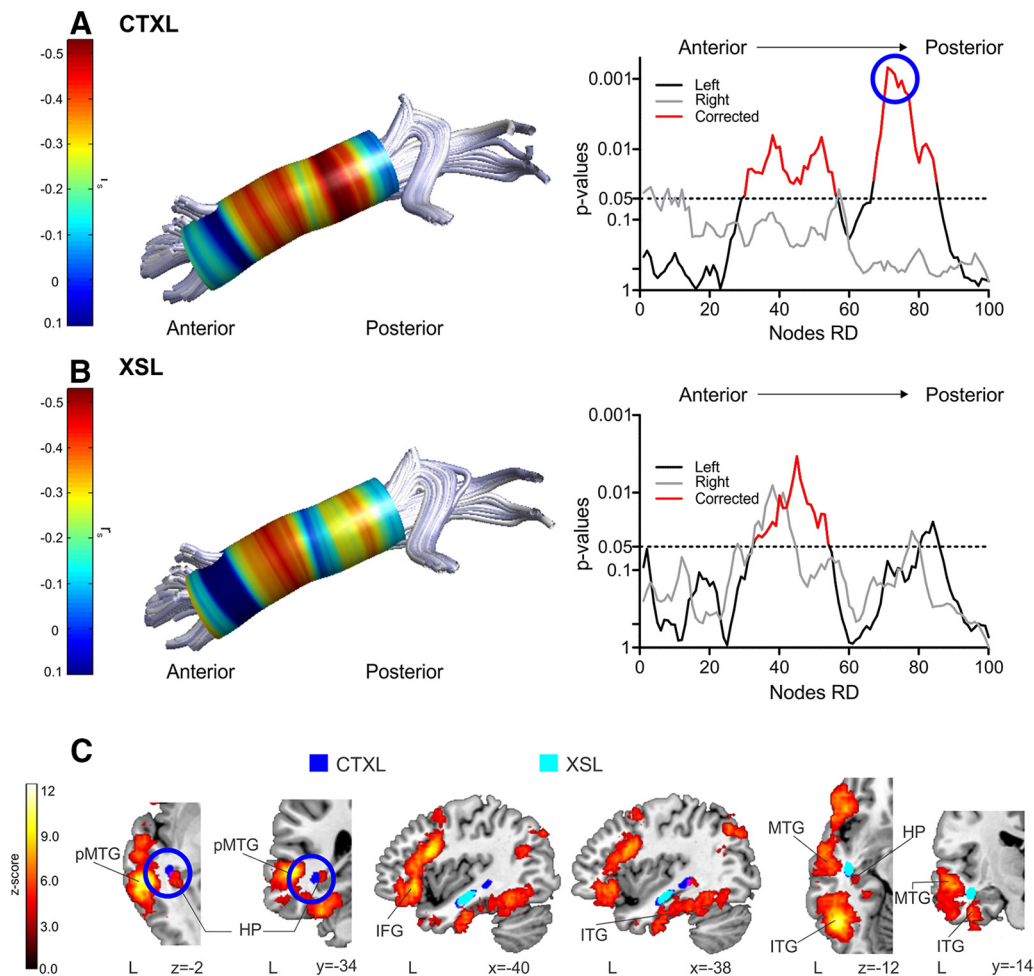 A CTXL
-0.5
-0.4
-0.3
-0.2
-0.1
0
0.1
rs
Anterior
Posterior
Anterior Posterior
0.001
0.01
0.05
0.1
1
p-values
Left
Right
Corrected
0 20 40 60 80 100
Nodes RD
B XSL
-0.5
-0.4
-0.3
-0.2
-0.1
0
0.1
rs
Anterior
Posterior
Anterior Posterior
0.001
0.01
0.05
0.1
1
p-values
Left
Right
Corrected
0 20 40 60 80 100
Nodes RD
C
CTXL XSL
12
9.0
6.0
3.0
0.0
z-score
pMTG
pMTG
HP
IFG
ITG
MTG
HP
ITG
MTG
ITG
L z=-2
L y=-34
L x=-40
L x=-38
L z=-12
L y=-14